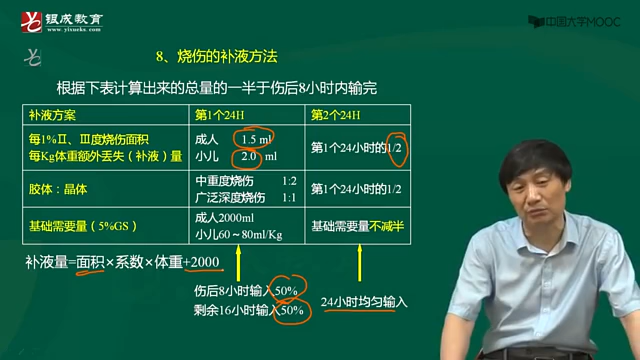 银成教育
www.yixueks.com
中国大学MOOC
8、烧伤的补液方法
根据下表计算出来的总量的一半于伤后8小时内输完
补液方案 第1个24H 第2个24H
每1%Ⅱ、Ⅲ度烧伤面积 成人 1.5 ml 第1个24小时的1/2
每Kg体重额外丢失（补液）量 小儿 2.0 ml
胶体：晶体 中重度烧伤 1:2 第1个24小时的1/2
广泛深度烧伤 1:1
基础需要量（5%GS） 成人2000ml 基础需要量不减半
小儿60～80ml/Kg
补液量=面积×系数×体重+2000
伤后8小时输入50%
剩余16小时输入50%
24小时均匀输入